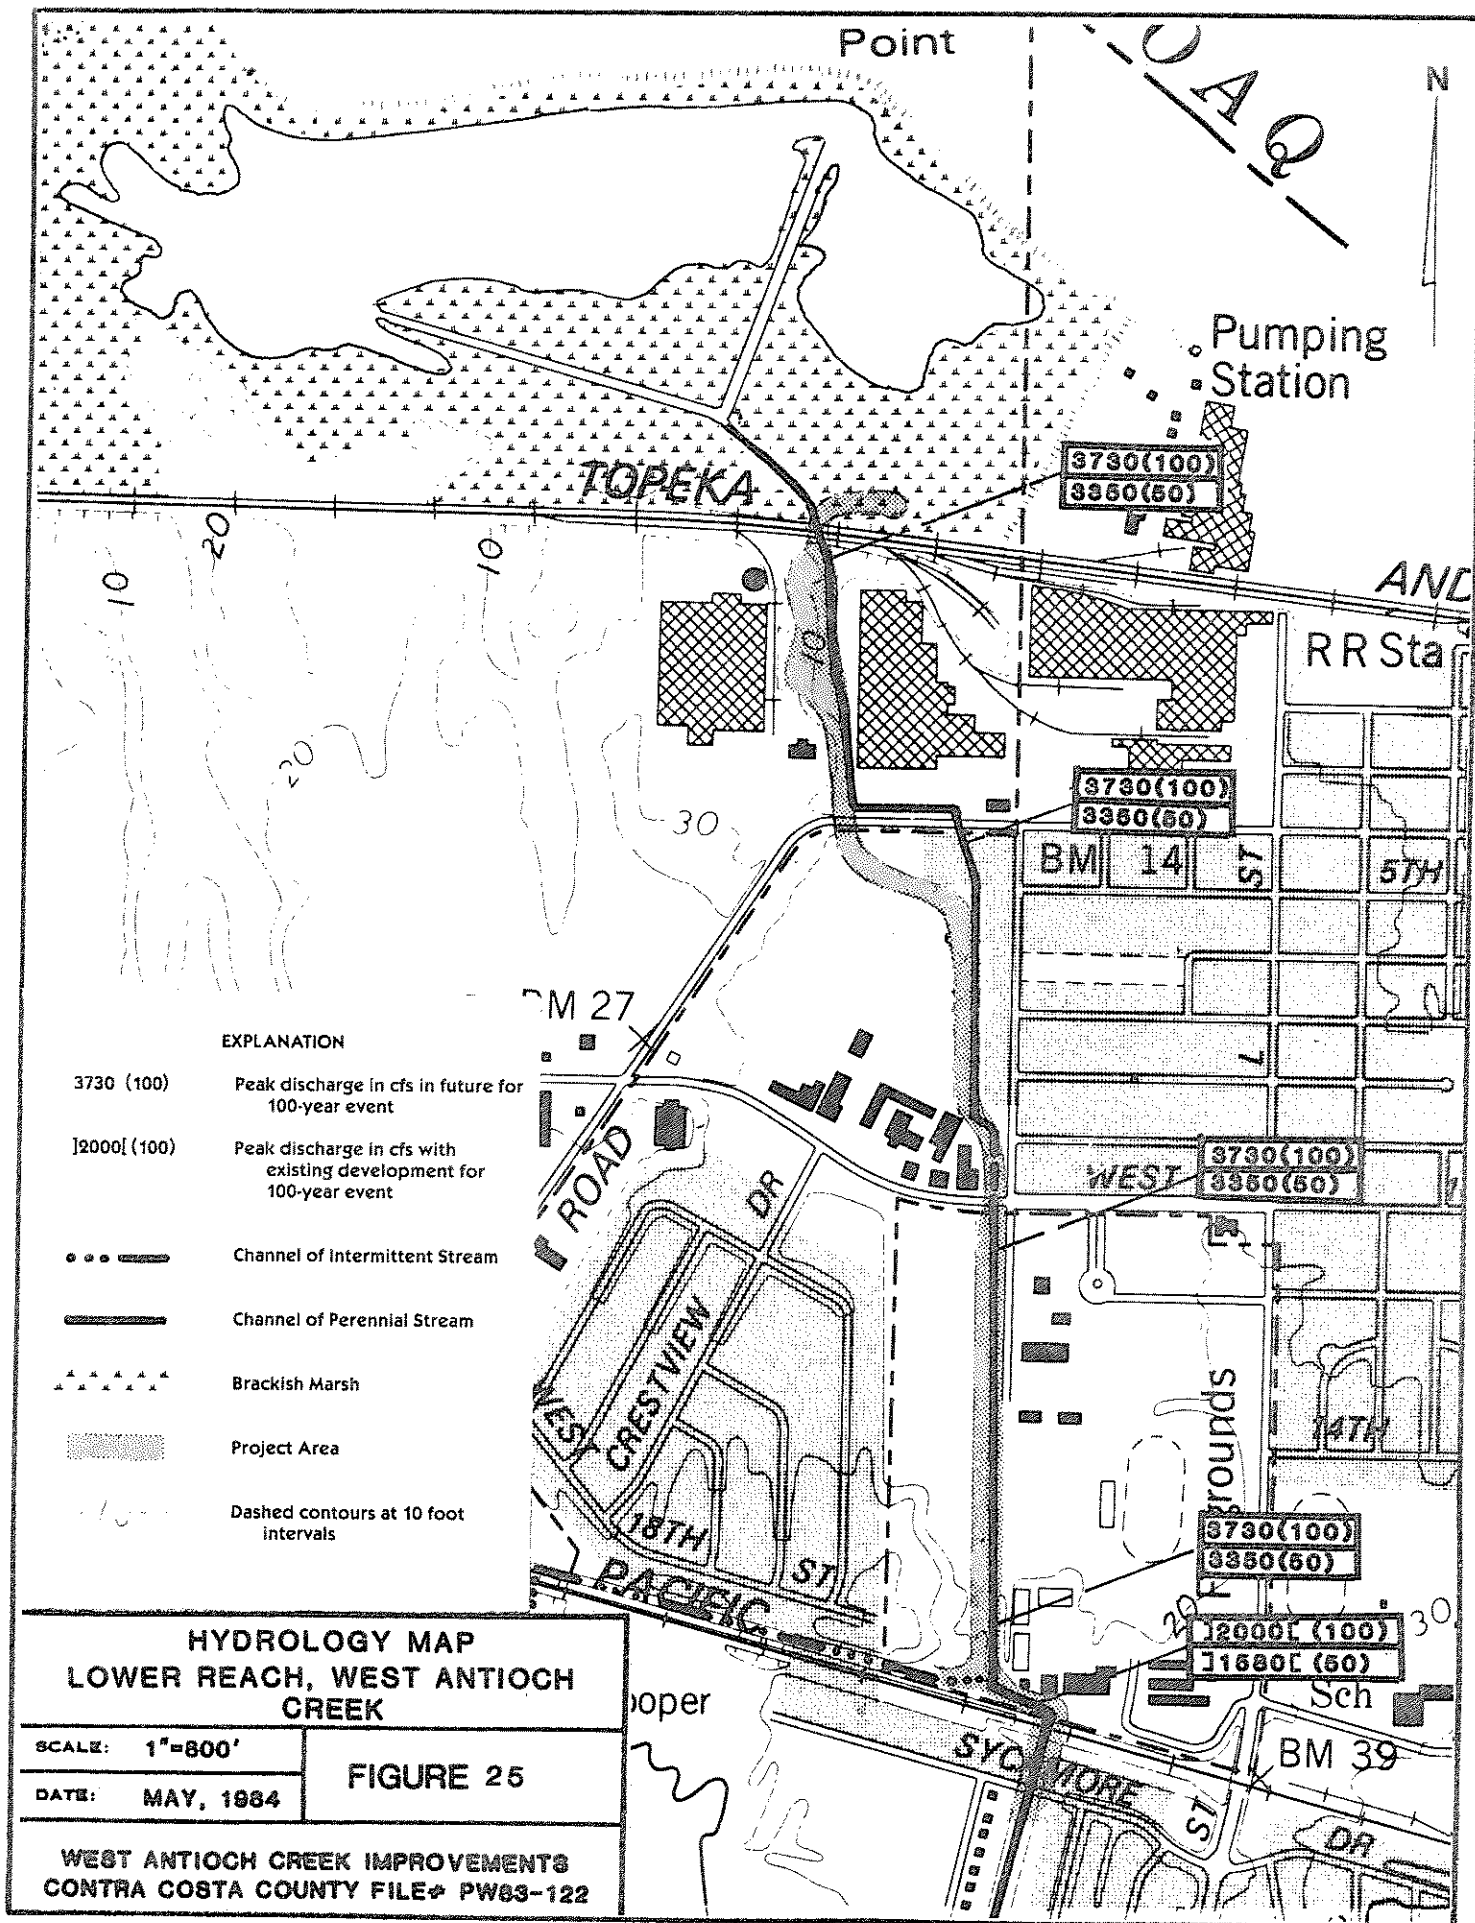 Point
OAQ
N
Pumping
Station
3730(100)
3350(50)
TOPEKA
AND
20
10
10
10
RR Sta
20
30
3730(100)
3350(50)
BM 14
ST
5TH
BM 27
EXPLANATION
3730 (100) Peak discharge in cfs in future for
100-year event
]2000[ (100) Peak discharge in cfs with
existing development for
100-year event
Channel of Intermittent Stream
Channel of Perennial Stream
Brackish Marsh
Project Area
Dashed contours at 10 foot
intervals
ROAD
DR
L
WEST
3730(100)
3350(50)
CRESTVIEW
WEST
18TH
ST
14TH
grounds
3730(100)
3350(50)
PACIFIC
20
]2000[ (100)
]1580[ (50)
30
Sch
ooper
SYCAMORE
BM 39
ST
DR
HYDROLOGY MAP
LOWER REACH, WEST ANTIOCH
CREEK
SCALE: 1"=800'
DATE: MAY, 1984
FIGURE 25
WEST ANTIOCH CREEK IMPROVEMENTS
CONTRA COSTA COUNTY FILE# PW83-122